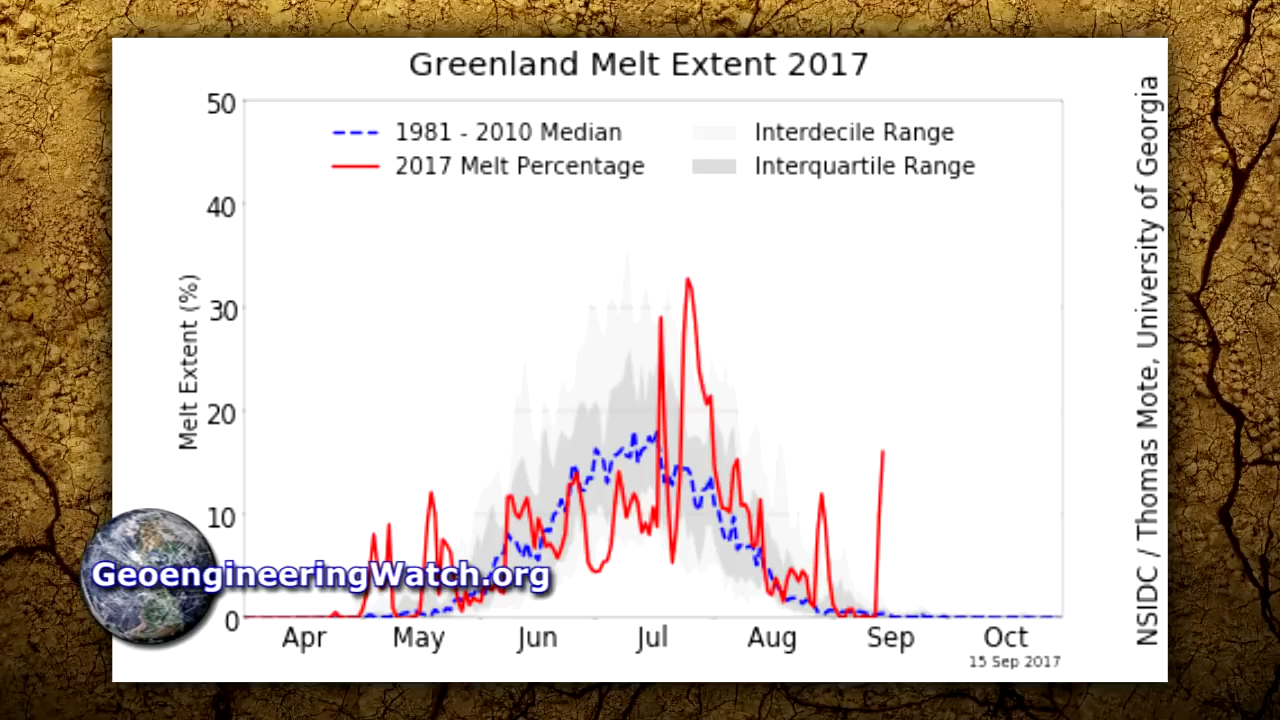 Greenland Melt Extent 2017
50
40
30
20
10
0
Melt Extent (%)
1981 - 2010 Median
2017 Melt Percentage
Interdecile Range
Interquartile Range
Apr May Jun Jul Aug Sep Oct
15 Sep 2017
NSIDC / Thomas Mote, University of Georgia
GeoengineeringWatch.org